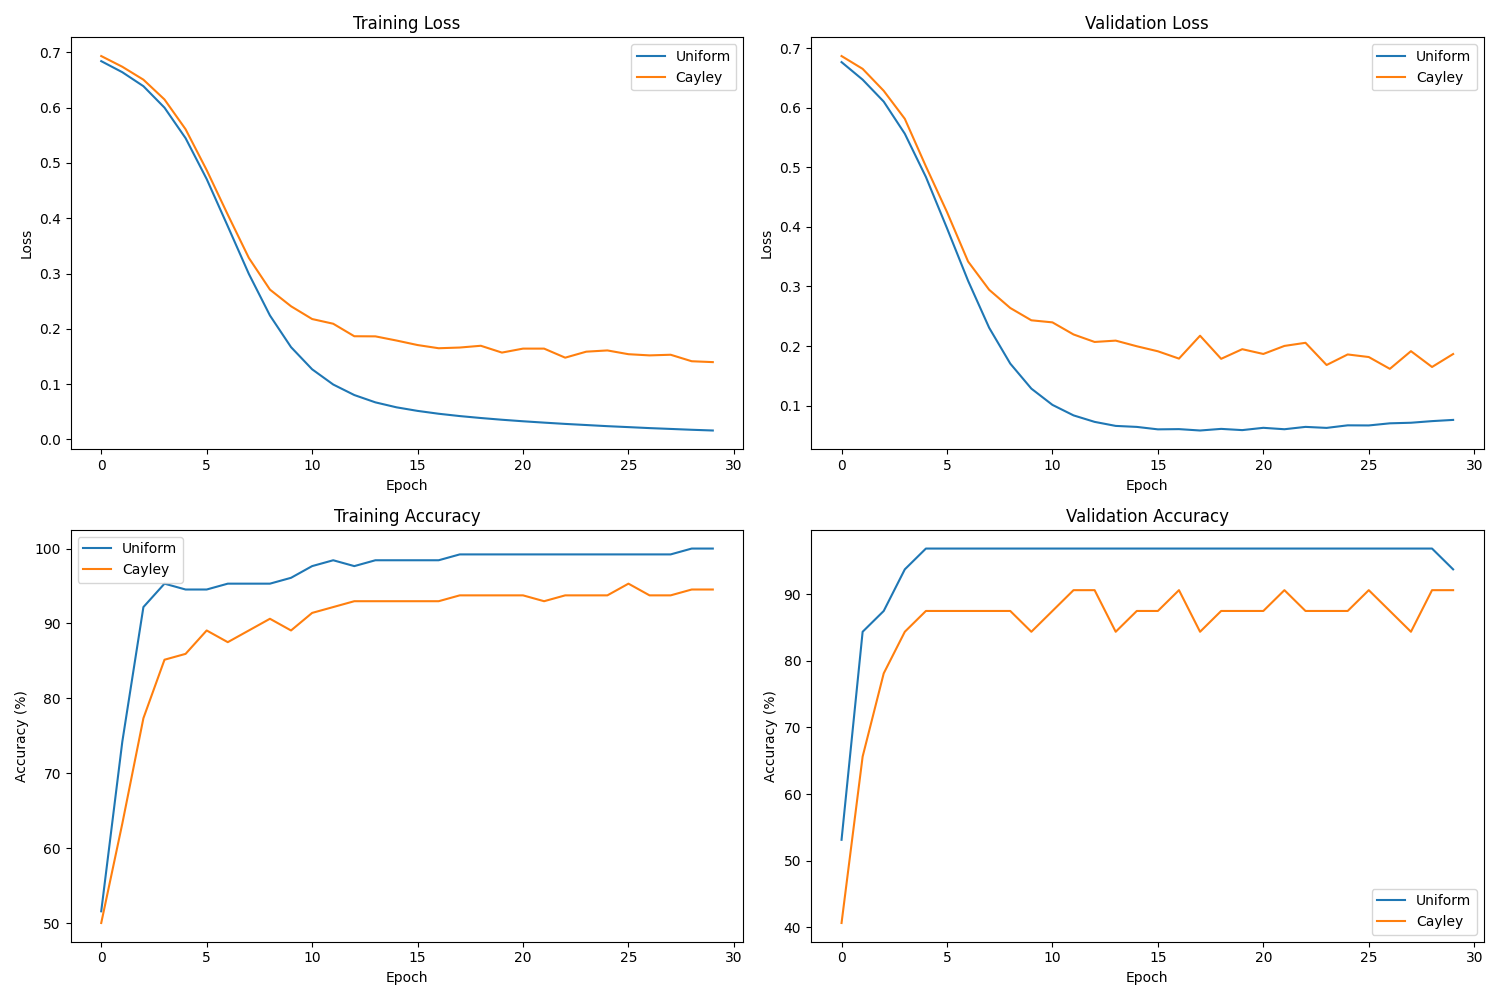 Training Loss
Loss
0.7
0.6
0.5
0.4
0.3
0.2
0.1
0.0
Uniform
Cayley
0 5 10 15 20 25 30
Epoch
Validation Loss
Loss
0.7
0.6
0.5
0.4
0.3
0.2
0.1
Uniform
Cayley
0 5 10 15 20 25 30
Epoch
Training Accuracy
Accuracy (%)
100
90
80
70
60
50
Uniform
Cayley
0 5 10 15 20 25 30
Epoch
Validation Accuracy
Accuracy (%)
90
80
70
60
50
40
Uniform
Cayley
0 5 10 15 20 25 30
Epoch